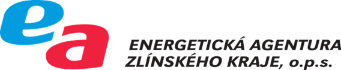 ea ENERGETICKÁ AGENTURA
ZLÍNSKÉHO KRAJE, o.p.s.